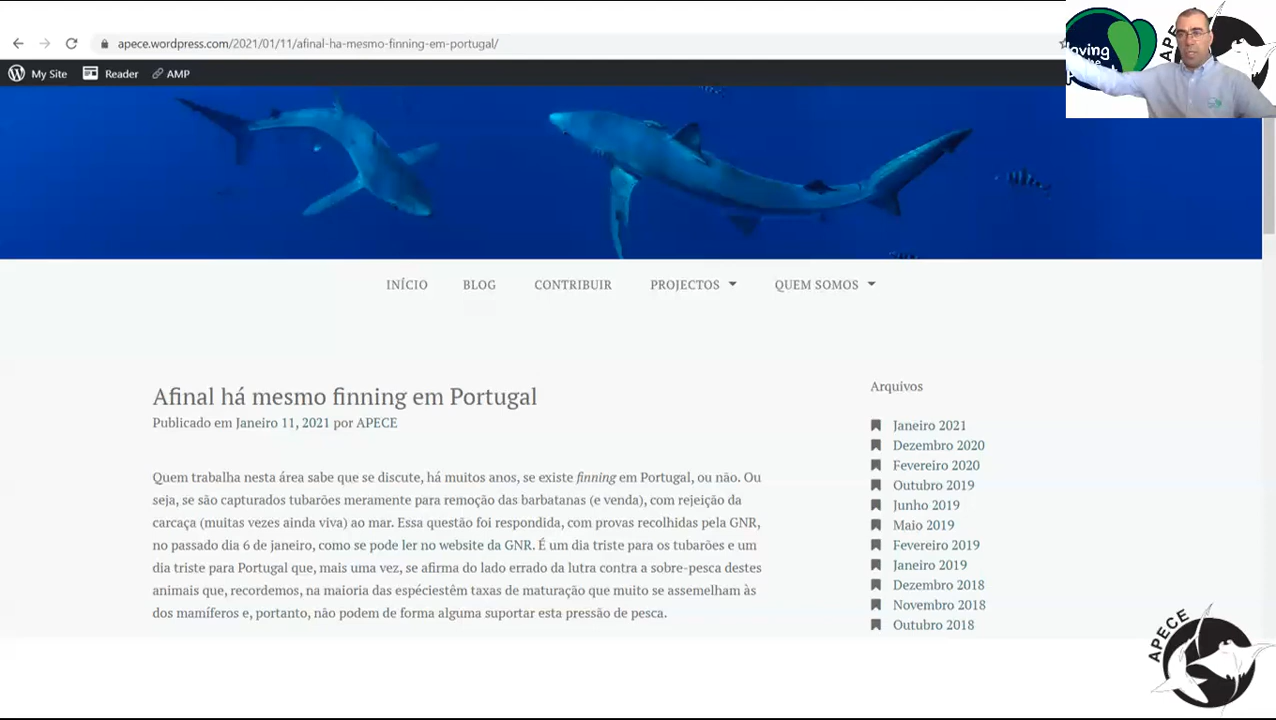 apece.wordpress.com/2021/01/11/afinal-ha-mesmo-finning-em-portugal/
My Site Reader AMP
INÍCIO BLOG CONTRIBUIR PROJECTOS QUEM SOMOS
Afinal há mesmo finning em Portugal
Publicado em Janeiro 11, 2021 por APECE
Quem trabalha nesta área sabe que se discute, há muitos anos, se existe finning em Portugal, ou não. Ou
seja, se são capturados tubarões meramente para remoção das barbatanas (e venda), com rejeição da
carcaça (muitas vezes ainda viva) ao mar. Essa questão foi respondida, com provas recolhidas pela GNR,
no passado dia 6 de janeiro, como se pode ler no website da GNR. É um dia triste para os tubarões e um
dia triste para Portugal que, mais uma vez, se afirma do lado errado da lutra contra a sobre-pesca destes
animais que, recordemos, na maioria das espéciestêm taxas de maturação que muito se assemelham às
dos mamíferos e, portanto, não podem de forma alguma suportar esta pressão de pesca.
Arquivos
Janeiro 2021
Dezembro 2020
Fevereiro 2020
Outubro 2019
Junho 2019
Maio 2019
Fevereiro 2019
Janeiro 2019
Dezembro 2018
Novembro 2018
Outubro 2018
APECE